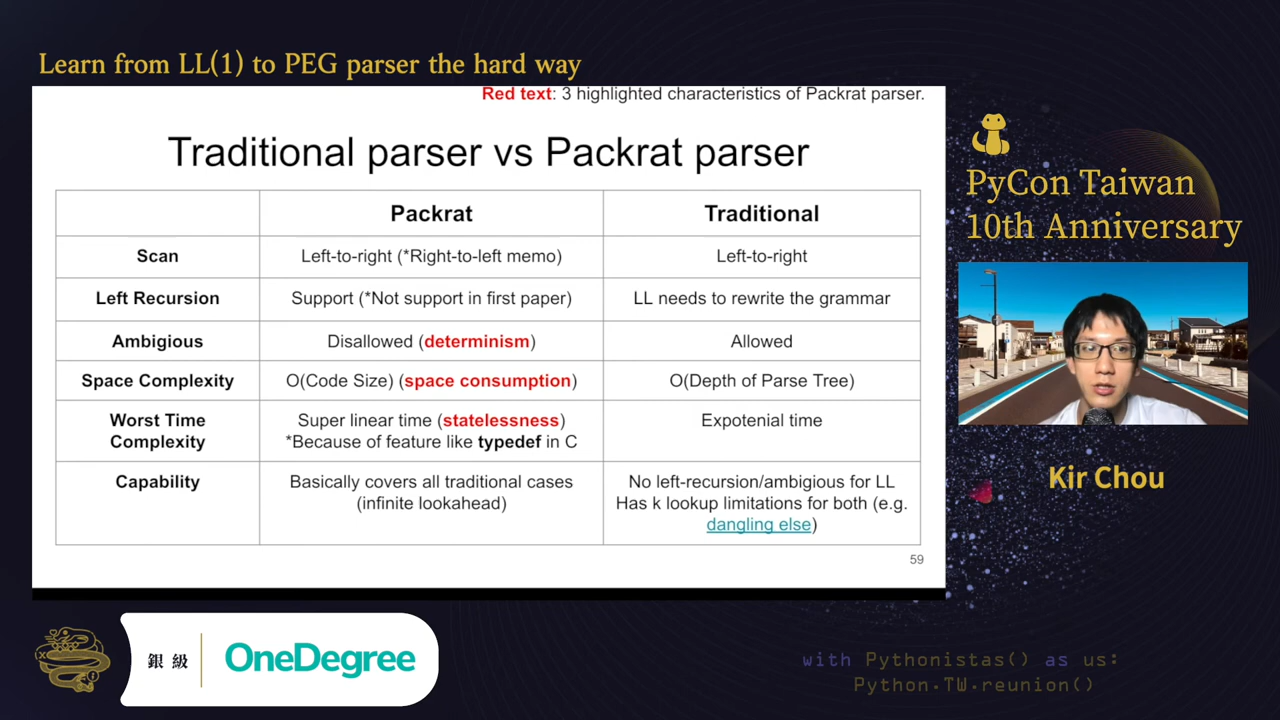 Learn from LL(1) to PEG parser the hard way
Red text: 3 highlighted characteristics of Packrat parser.
Traditional parser vs Packrat parser
Packrat
Traditional
Scan
Left-to-right (*Right-to-left memo)
Left-to-right
Left Recursion
Support (*Not support in first paper)
LL needs to rewrite the grammar
Ambigious
Disallowed (determinism)
Allowed
Space Complexity
O(Code Size) (space consumption)
O(Depth of Parse Tree)
Worst Time
Complexity
Super linear time (statelessness)
*Because of feature like typedef in C
Expotenial time
Capability
Basically covers all traditional cases
(infinite lookahead)
No left-recursion/ambigious for LL
Has k lookup limitations for both (e.g.
dangling else)
59
PyCon Taiwan
10th Anniversary
Kir Chou
銀級
OneDegree
with Pythonistas() as us:
Python.TW.reunion()